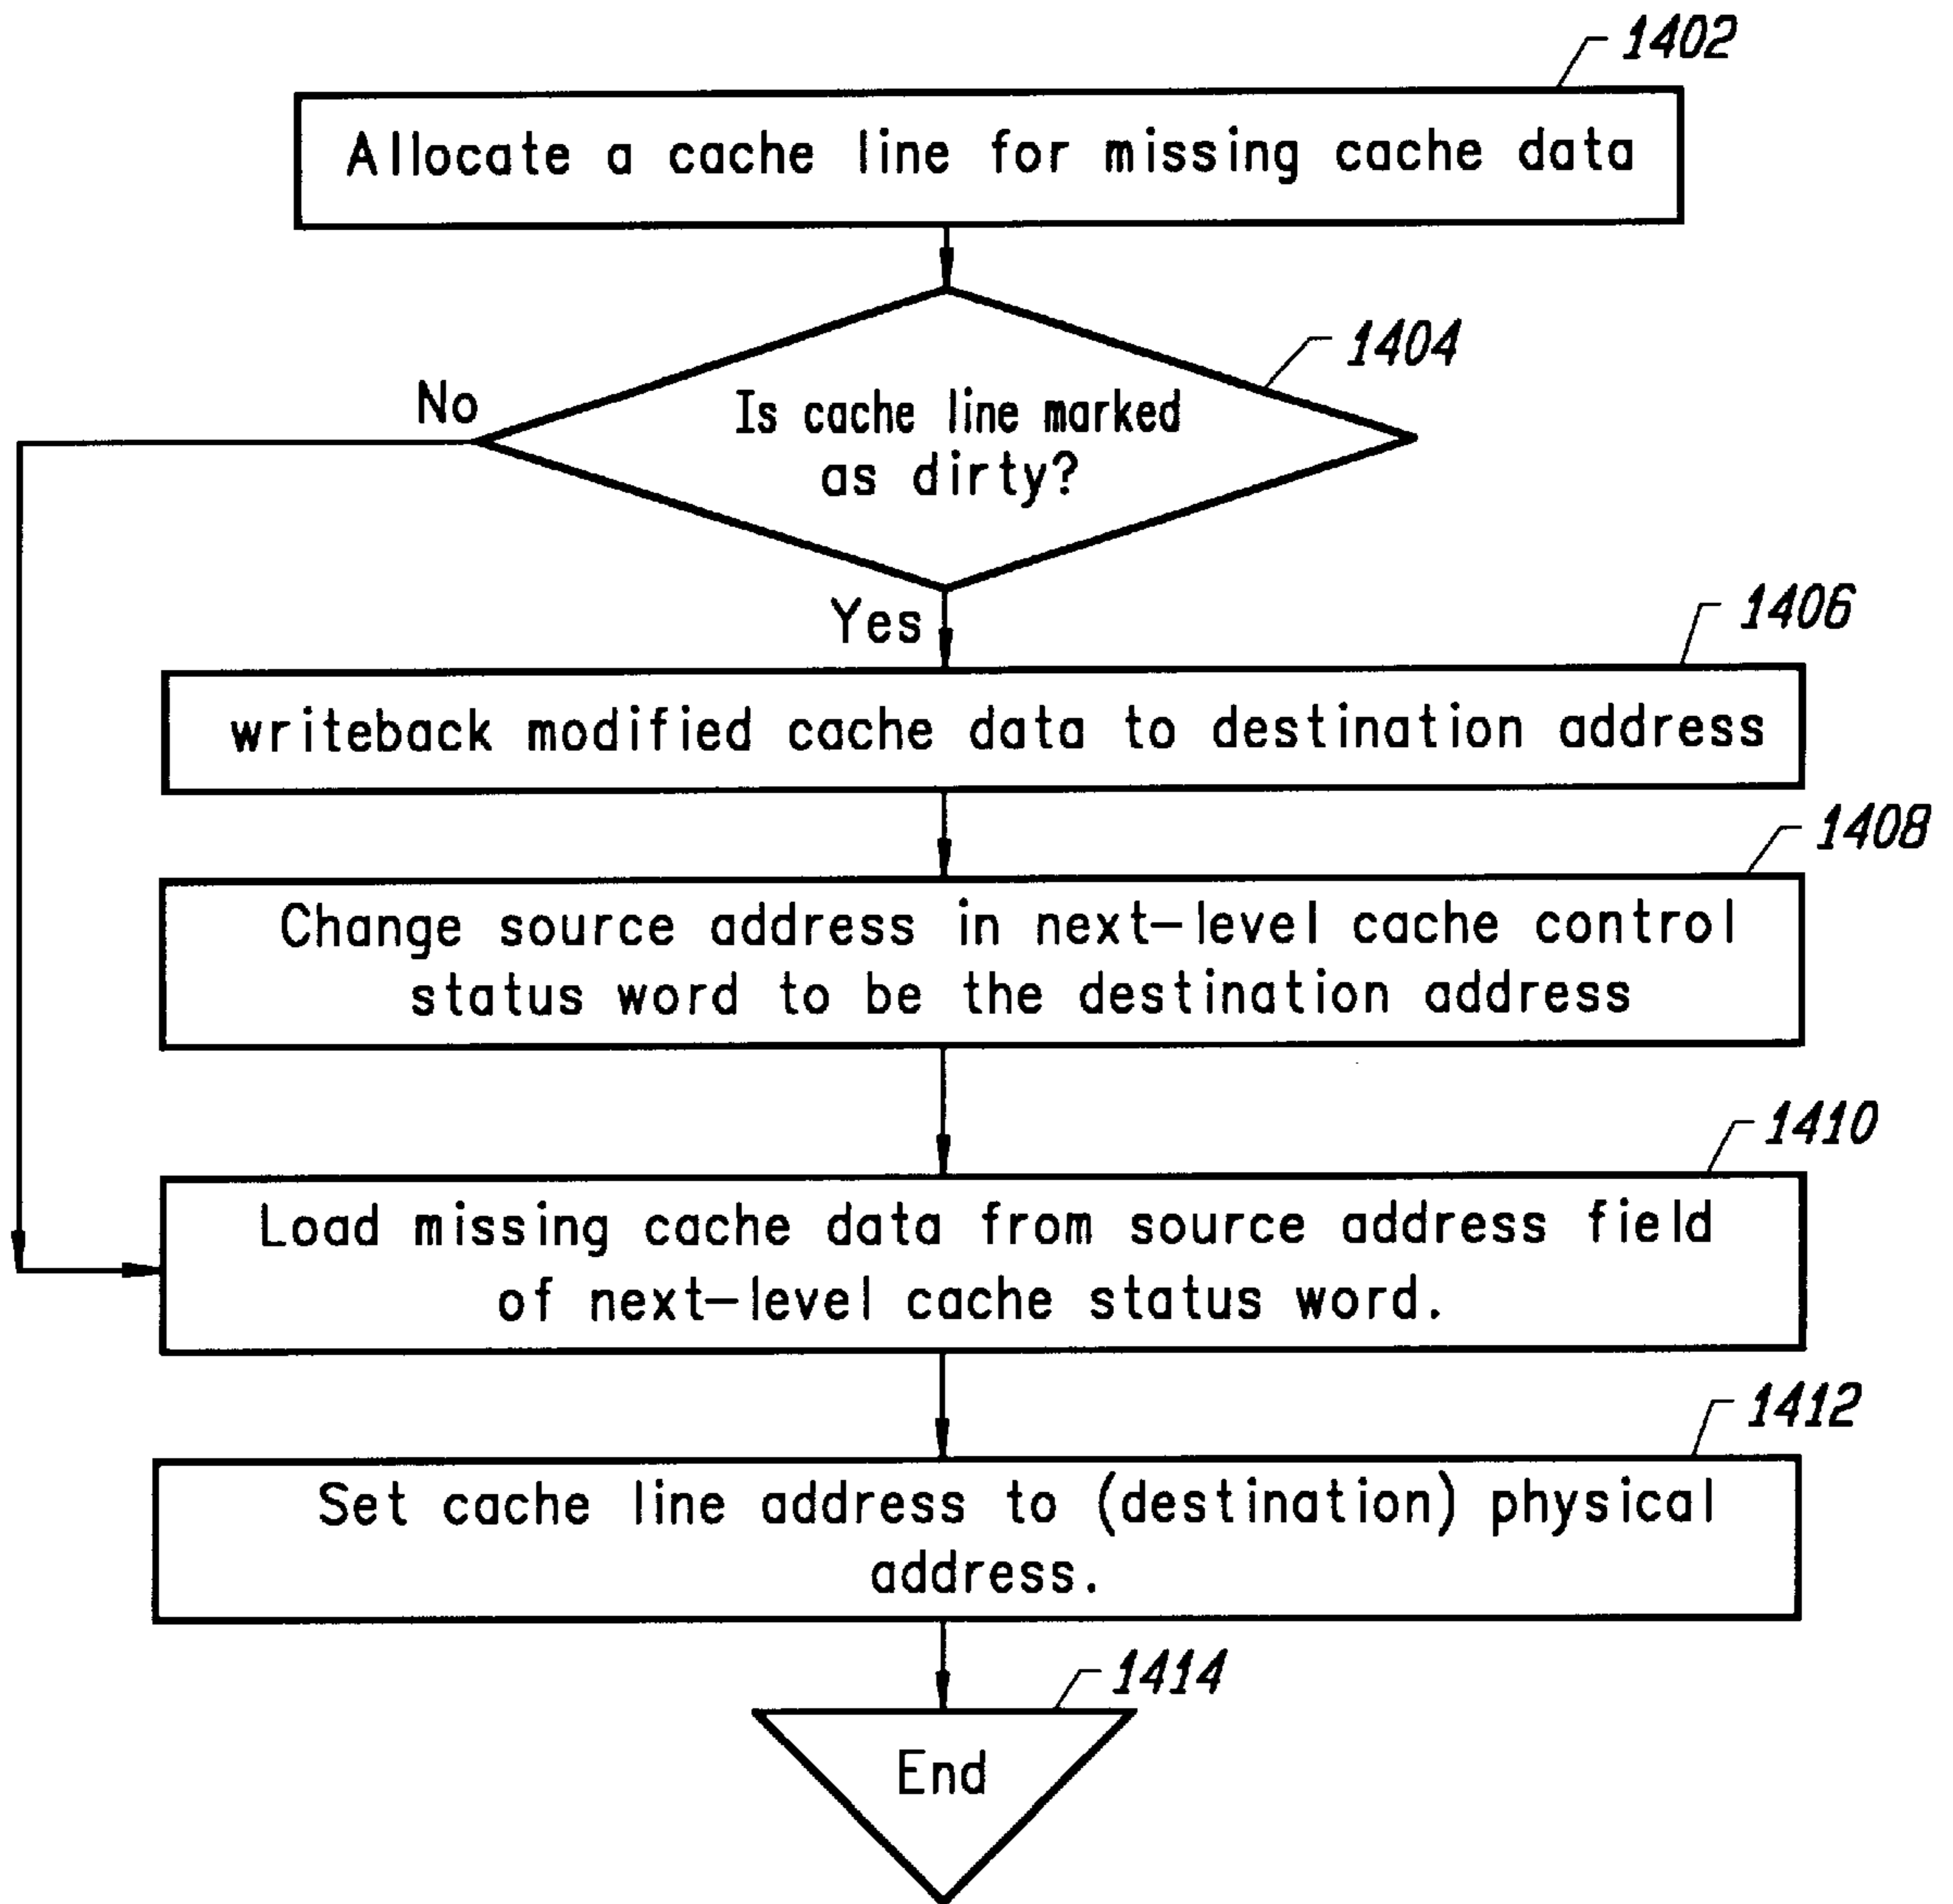 1402
Allocate a cache line for missing cache data
1404
No
Is cache line marked
as dirty?
Yes
1406
writeback modified cache data to destination address
1408
Change source address in next-level cache control
status word to be the destination address
1410
Load missing cache data from source address field
of next-level cache status word.
1412
Set cache line address to (destination) physical
address.
1414
End